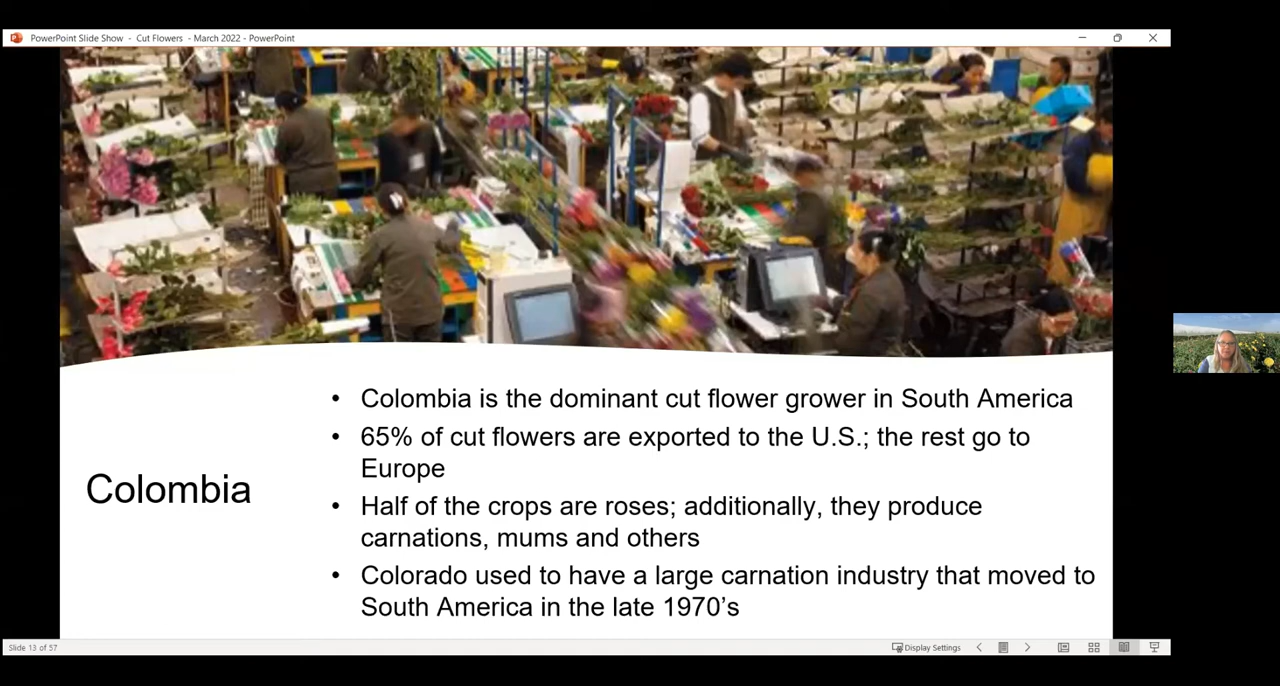 PowerPoint Slide Show - Cut Flowers - March 2022 - PowerPoint
Colombia
• Colombia is the dominant cut flower grower in South America
• 65% of cut flowers are exported to the U.S.; the rest go to
Europe
• Half of the crops are roses; additionally, they produce
carnations, mums and others
• Colorado used to have a large carnation industry that moved to
South America in the late 1970’s
Slide 13 of 57
Display Settings